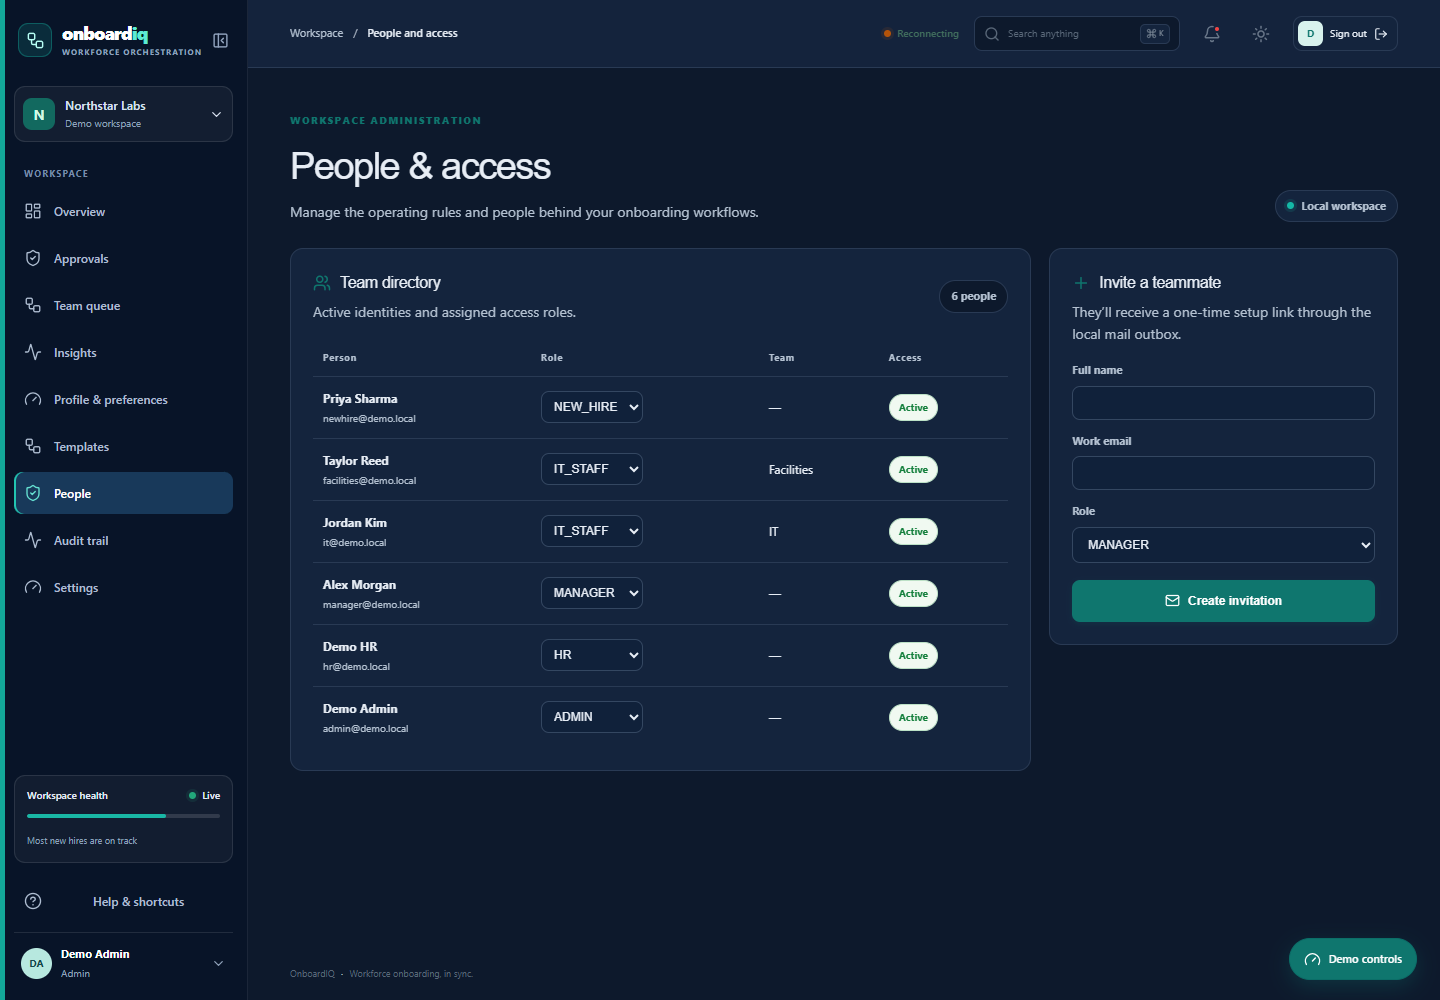 onboardiq
WORKFORCE ORCHESTRATION
N
Northstar Labs
Demo workspace
WORKSPACE
Overview
Approvals
Team queue
Insights
Profile & preferences
Templates
People
Audit trail
Settings
Workspace health
Live
Most new hires are on track
Help & shortcuts
DA
Demo Admin
Admin
Workspace / People and access
Reconnecting
Search anything
⌘ K
D
Sign out
WORKSPACE ADMINISTRATION
People & access
Manage the operating rules and people behind your onboarding workflows.
Local workspace
Team directory
Active identities and assigned access roles.
6 people
Person Role Team Access
Priya Sharma
newhire@demo.local
NEW_HIRE
—
Active
Taylor Reed
facilities@demo.local
IT_STAFF
Facilities
Active
Jordan Kim
it@demo.local
IT_STAFF
IT
Active
Alex Morgan
manager@demo.local
MANAGER
—
Active
Demo HR
hr@demo.local
HR
—
Active
Demo Admin
admin@demo.local
ADMIN
—
Active
Invite a teammate
They'll receive a one-time setup link through the
local mail outbox.
Full name
Work email
Role
MANAGER
Create invitation
OnboardIQ · Workforce onboarding, in sync.
Demo controls